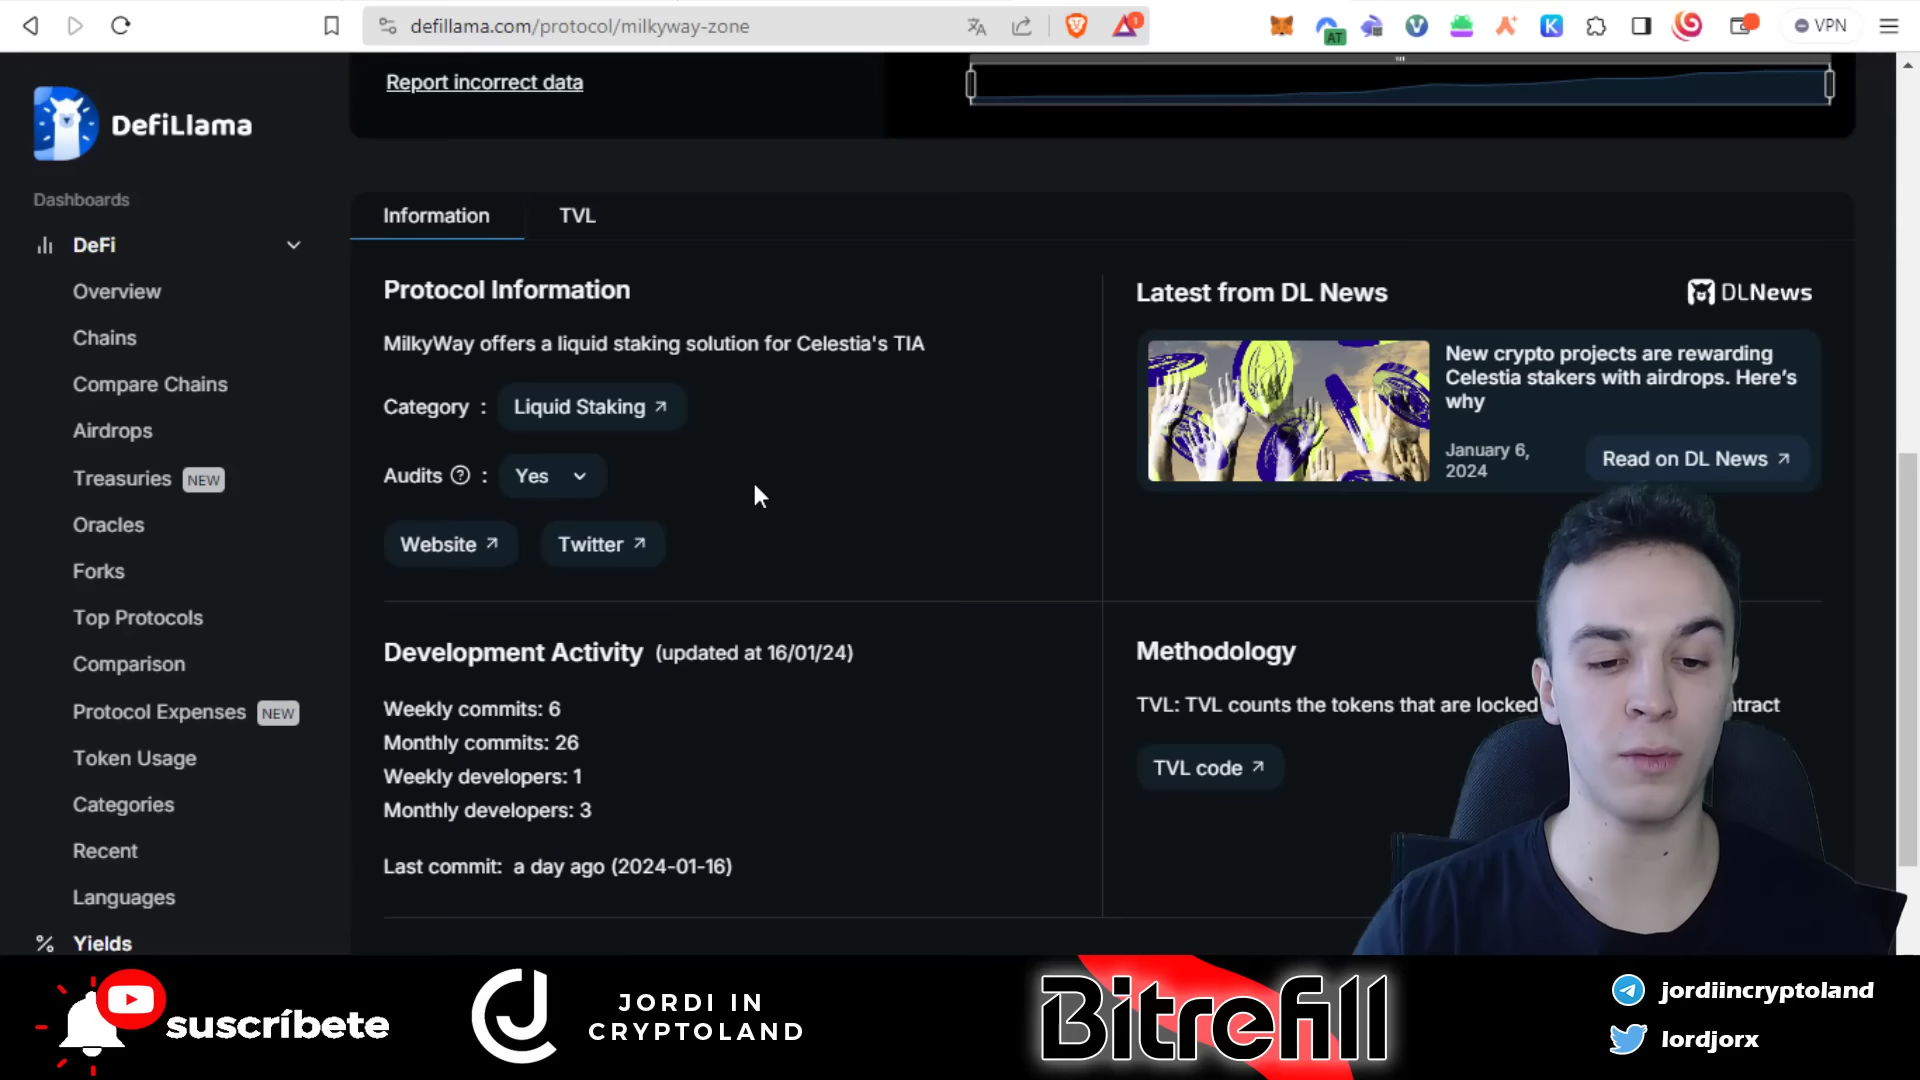 defillama.com/protocol/milkyway-zone
1
AT
VPN
Report incorrect data
DefiLlama
Dashboards
DeFi
Overview
Chains
Compare Chains
Airdrops
Treasuries NEW
Oracles
Forks
Top Protocols
Comparison
Protocol Expenses NEW
Token Usage
Categories
Recent
Languages
Yields
Information
TVL
Protocol Information
MilkyWay offers a liquid staking solution for Celestia's TIA
Category :
Liquid Staking
Audits ? :
Yes
Website
Twitter
Latest from DL News
DLNews
New crypto projects are rewarding
Celestia stakers with airdrops. Here's
why
January 6,
2024
Read on DL News
Development Activity (updated at 16/01/24)
Weekly commits: 6
Monthly commits: 26
Weekly developers: 1
Monthly developers: 3
Last commit: a day ago (2024-01-16)
Methodology
TVL: TVL counts the tokens that are locked
TVL code
suscríbete
JORDI IN
CRYPTOLAND
Bitrefill
jordiincryptoland
lordjorx